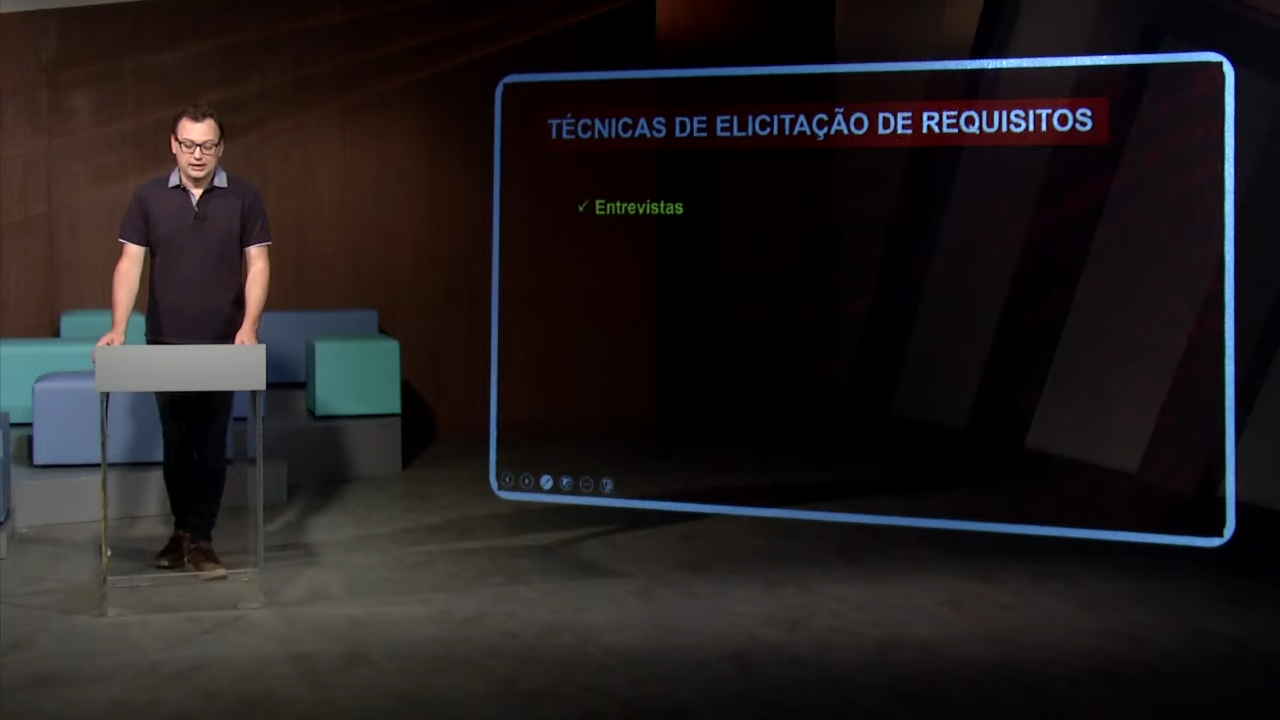 TÉCNICAS DE ELICITAÇÃO DE REQUISITOS
✓ Entrevistas